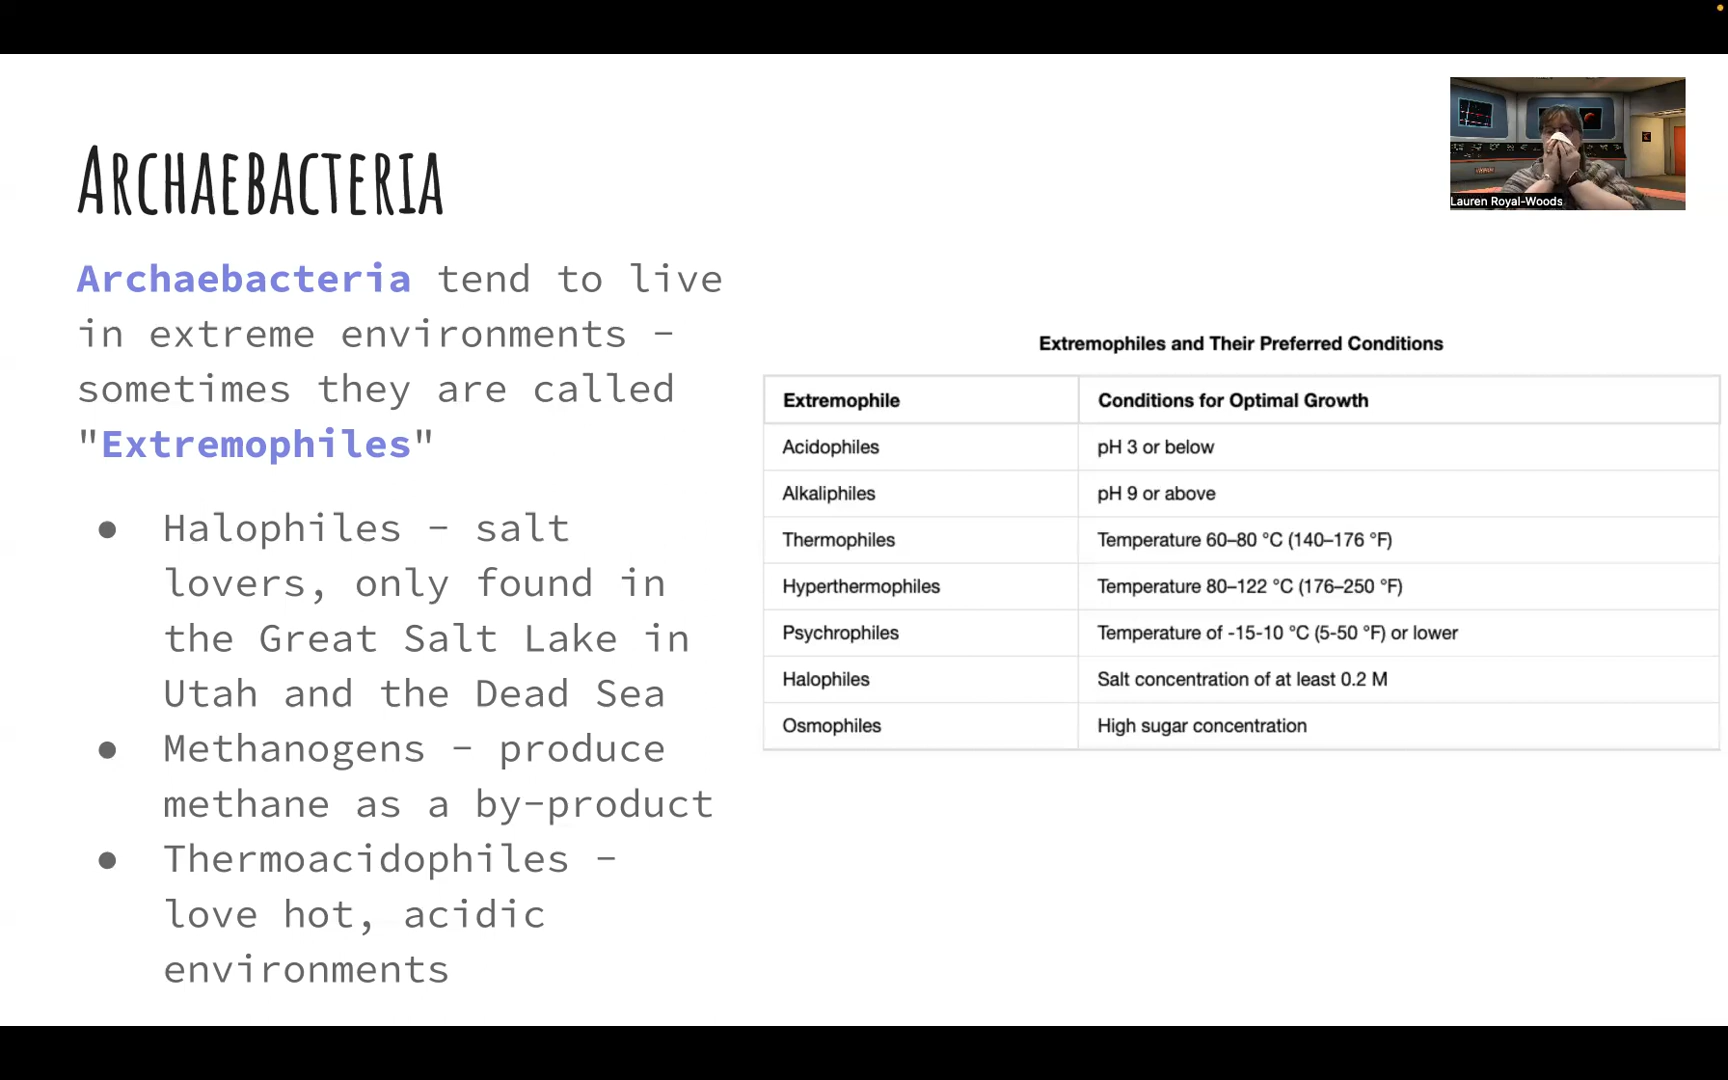 ARCHAEBACTERIA
Lauren Royal-Woods
Archaebacteria tend to live
in extreme environments -
sometimes they are called
"Extremophiles"
● Halophiles - salt
lovers, only found in
the Great Salt Lake in
Utah and the Dead Sea
● Methanogens - produce
methane as a by-product
● Thermoacidophiles -
love hot, acidic
environments
Extremophiles and Their Preferred Conditions
Extremophile Conditions for Optimal Growth
Acidophiles pH 3 or below
Alkaliphiles pH 9 or above
Thermophiles Temperature 60–80 °C (140–176 °F)
Hyperthermophiles Temperature 80–122 °C (176–250 °F)
Psychrophiles Temperature of -15-10 °C (5-50 °F) or lower
Halophiles Salt concentration of at least 0.2 M
Osmophiles High sugar concentration